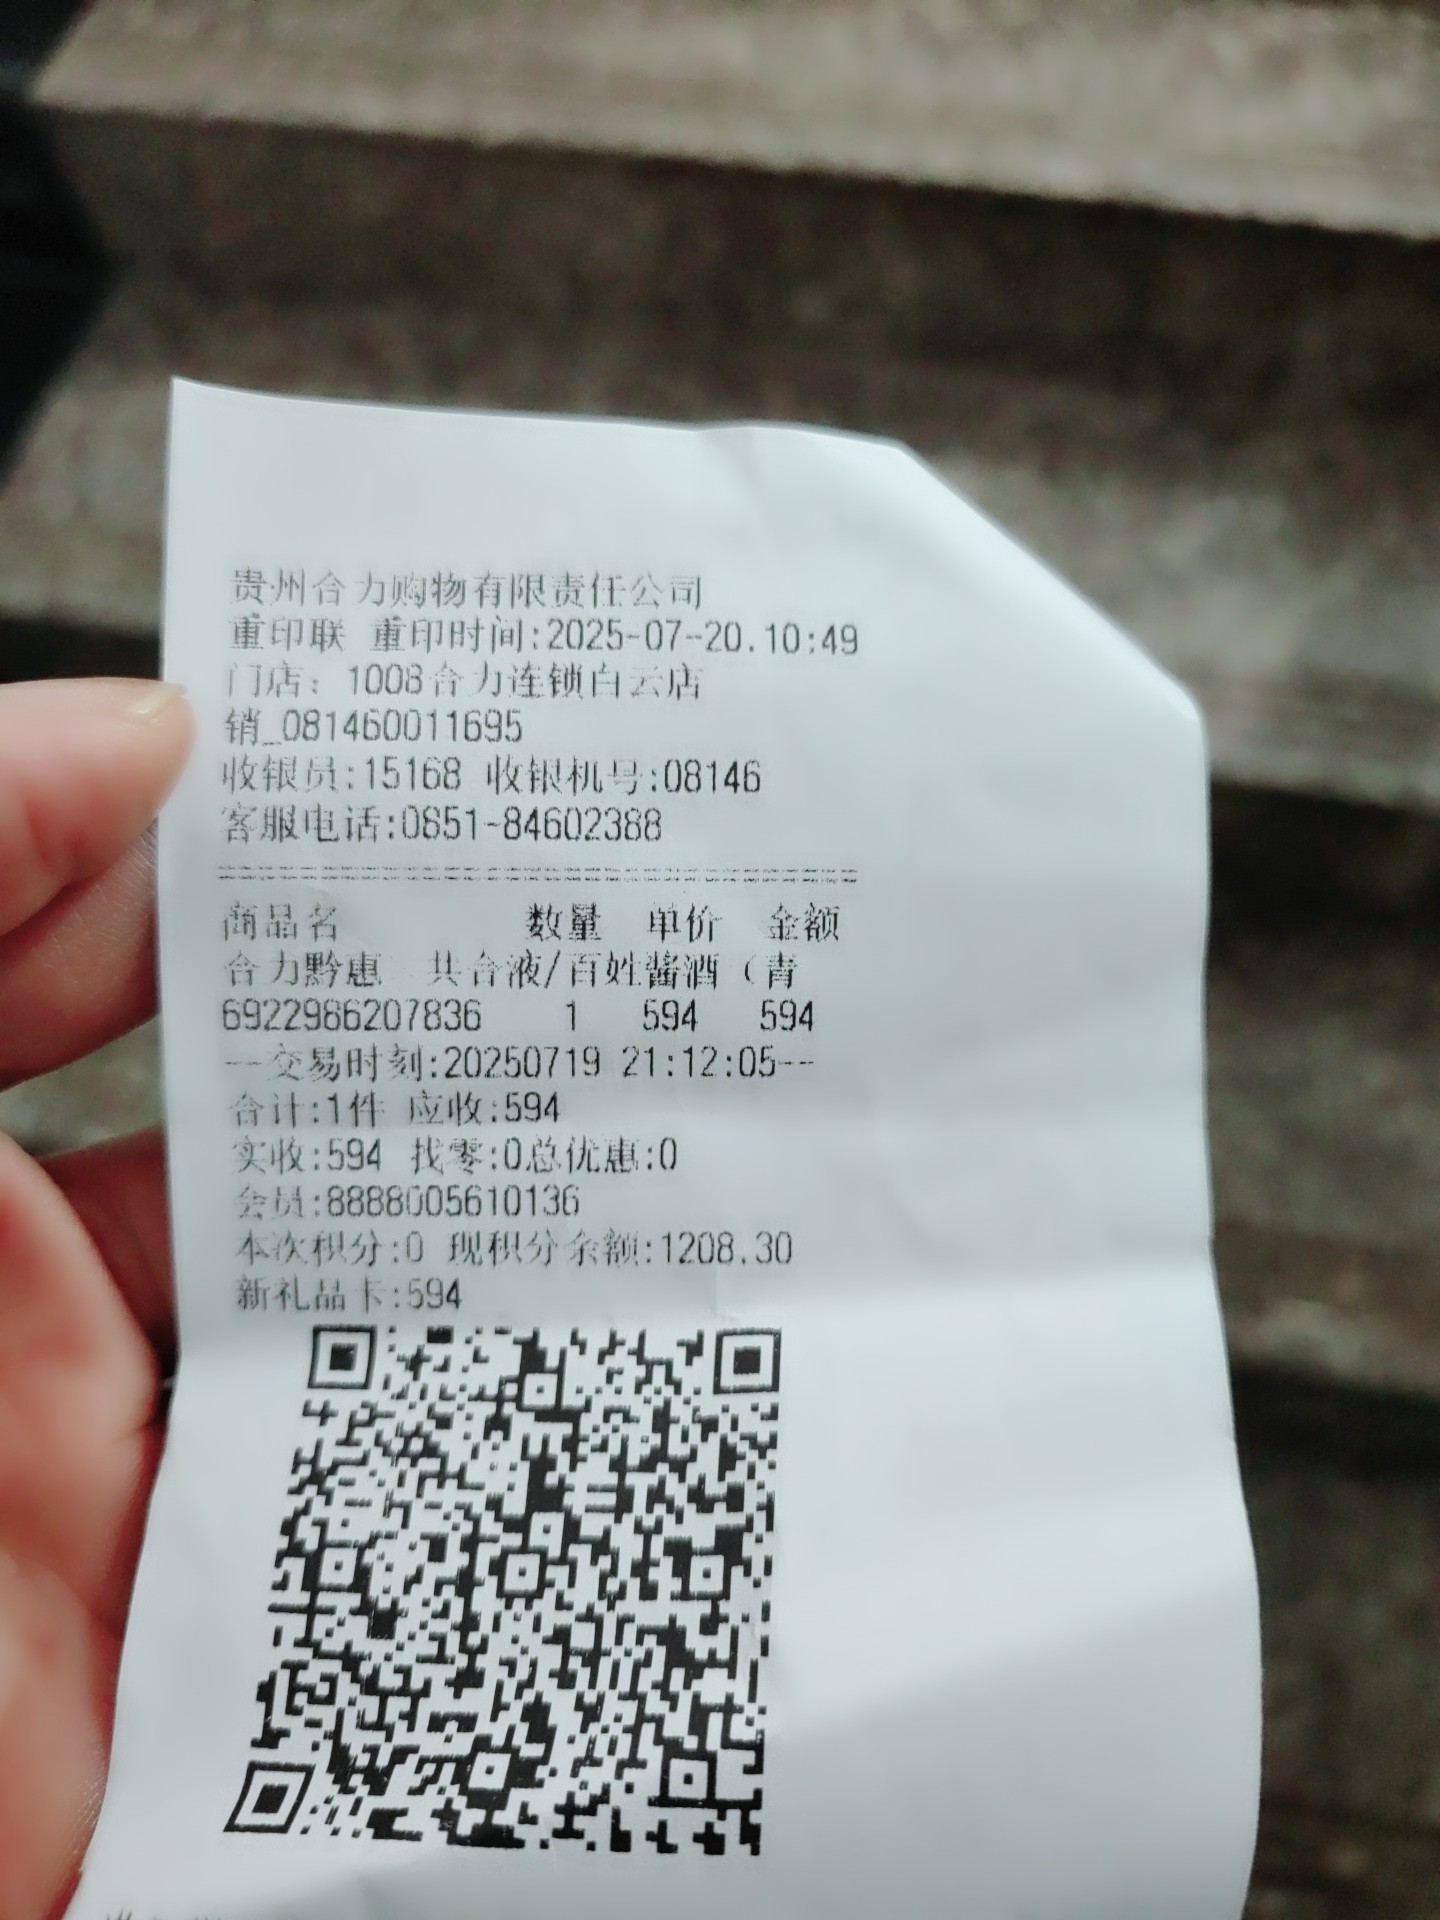 贵州合力购物有限责任公司
重印联 重印时间:2025-07-20.10:49
门店：1008合力连锁白云店
销_081460011695
收银员:15168 收银机号:08146
客服电话:0851-84602388
商品名 数量 单价 金额
合力黔惠 共合液/百姓酱酒（青
6922986207836 1 594 594
--交易时刻:20250719 21:12:05--
合计:1件 应收:594
实收:594 找零:0总优惠:0
会员:8888005610136
本次积分:0 现积分余额:1208.30
新礼品卡:594